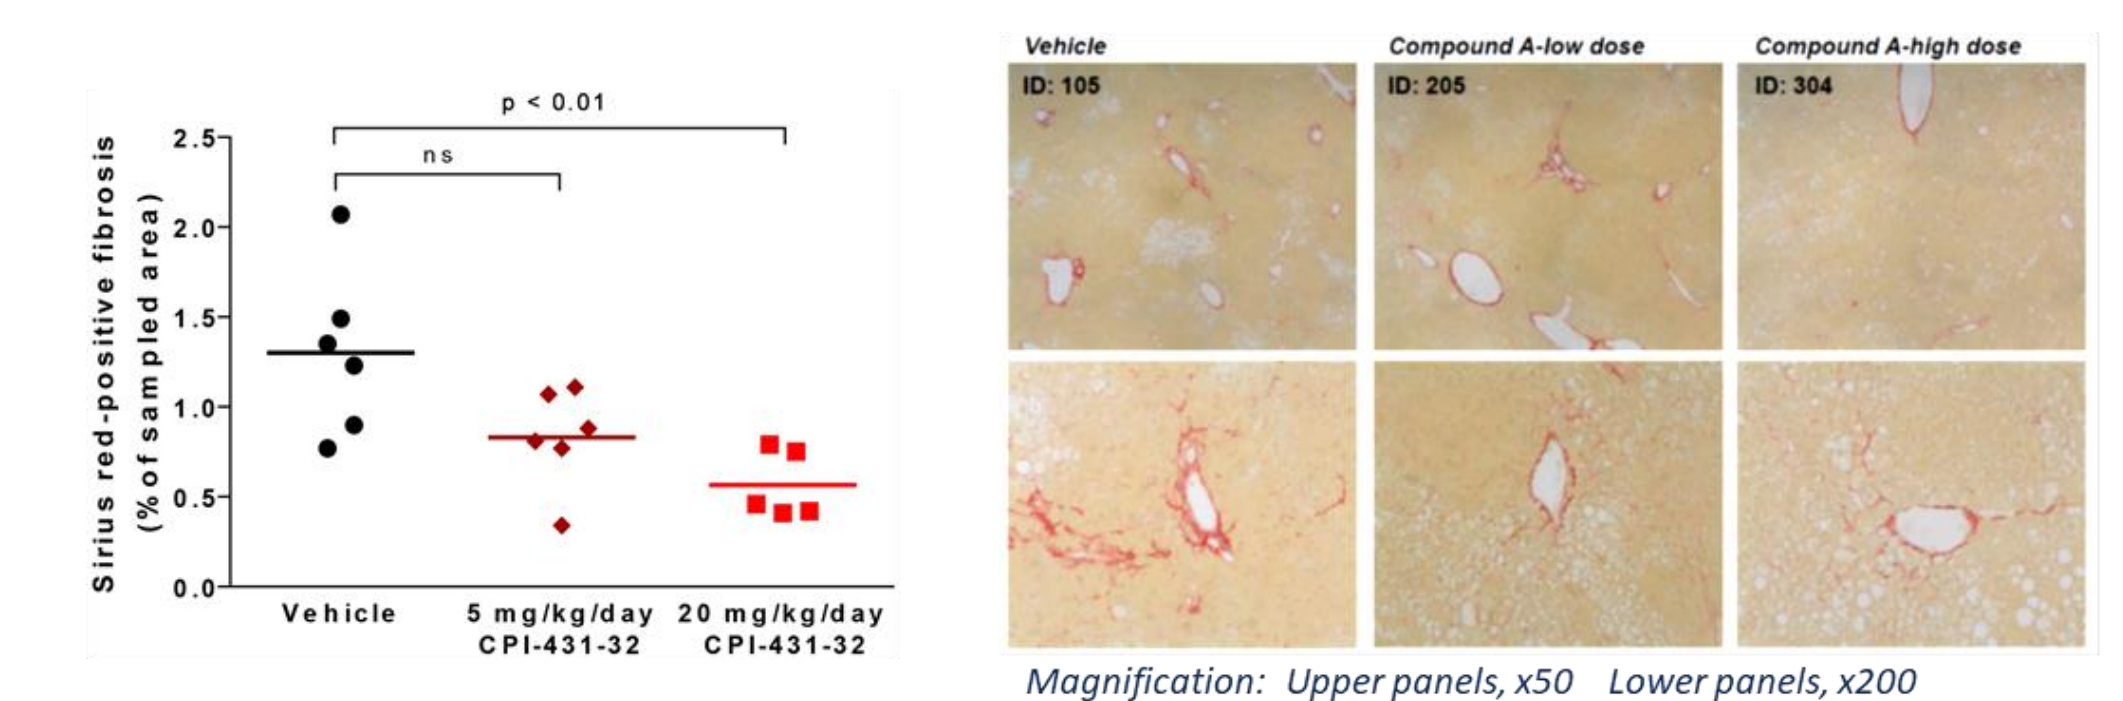 p < 0.01
ns
Sirius red-positive fibrosis
(% of sampled area)
2.5
2.0
1.5
1.0
0.5
0.0
Vehicle
5 mg/kg/day
CPI-431-32
20 mg/kg/day
CPI-431-32
Vehicle
Compound A-low dose
Compound A-high dose
ID: 105
ID: 205
ID: 304
Magnification: Upper panels, x50 Lower panels, x200